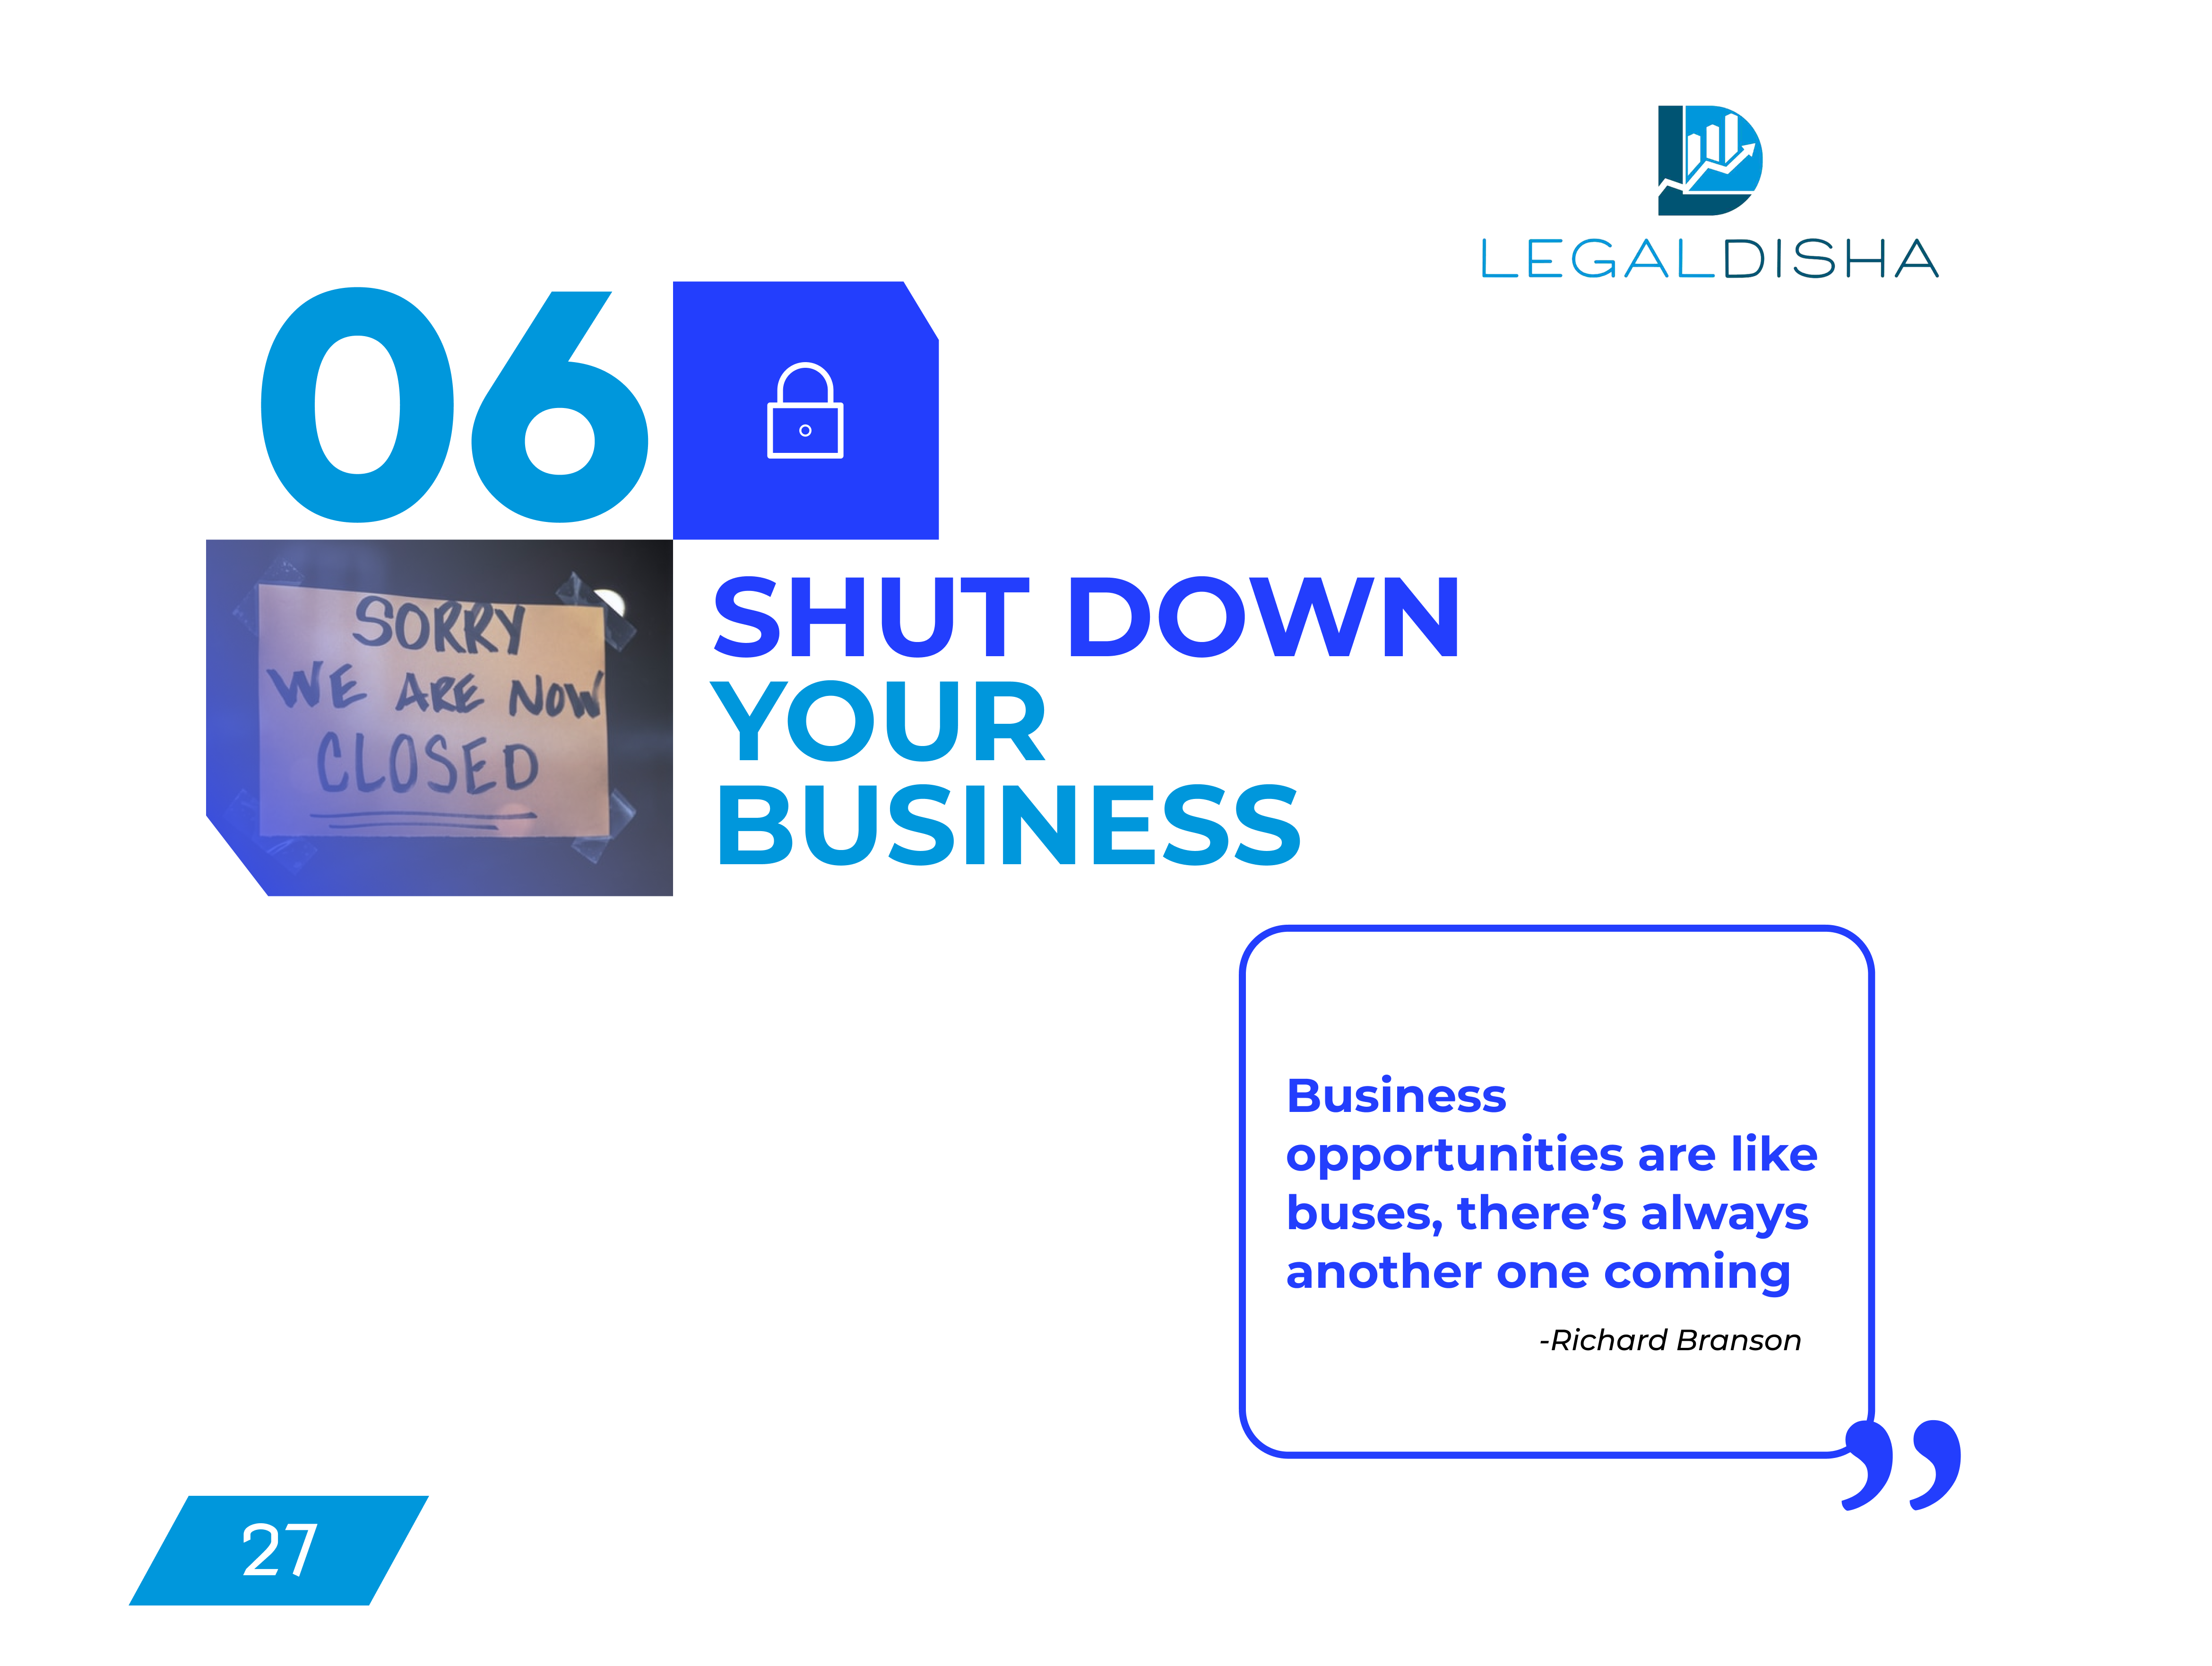 LEGALDISHA
06
SORRY
WE ARE NOW
CLOSED
SHUT DOWN
YOUR
BUSINESS
Business
opportunities are like
buses, there’s always
another one coming
-Richard Branson
”
27